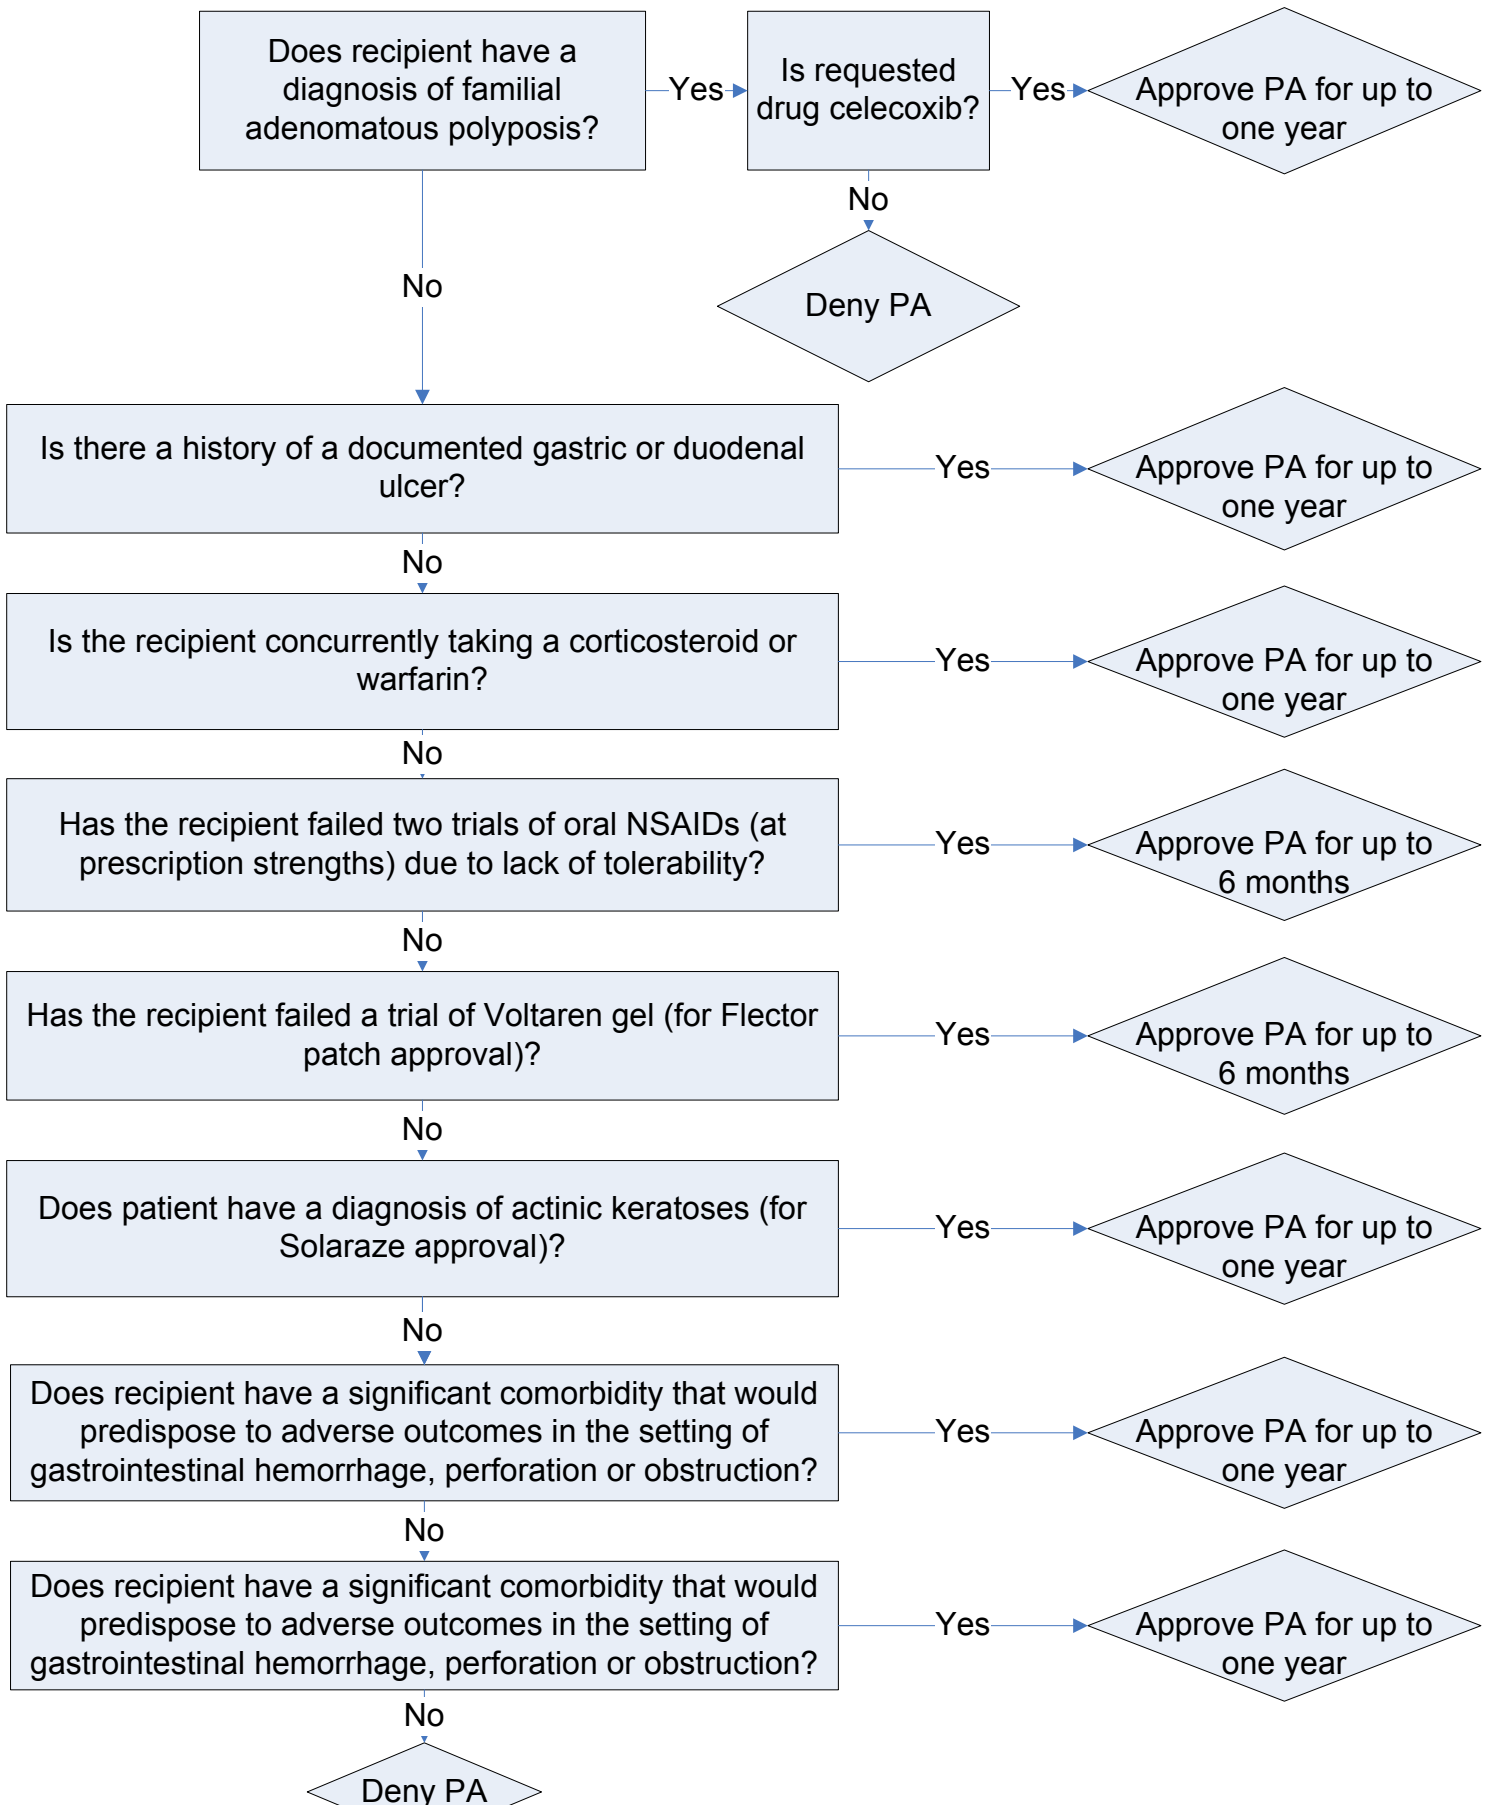 Does recipient have a
diagnosis of familial
adenomatous polyposis?
Yes
Is requested
drug celecoxib?
Yes
Approve PA for up to
one year
No
Deny PA
No
Is there a history of a documented gastric or duodenal
ulcer?
Yes
Approve PA for up to
one year
No
Is the recipient concurrently taking a corticosteroid or
warfarin?
Yes
Approve PA for up to
one year
No
Has the recipient failed two trials of oral NSAIDs (at
prescription strengths) due to lack of tolerability?
Yes
Approve PA for up to
6 months
No
Has the recipient failed a trial of Voltaren gel (for Flector
patch approval)?
Yes
Approve PA for up to
6 months
No
Does patient have a diagnosis of actinic keratoses (for
Solaraze approval)?
Yes
Approve PA for up to
one year
No
Does recipient have a significant comorbidity that would
predispose to adverse outcomes in the setting of
gastrointestinal hemorrhage, perforation or obstruction?
Yes
Approve PA for up to
one year
No
Does recipient have a significant comorbidity that would
predispose to adverse outcomes in the setting of
gastrointestinal hemorrhage, perforation or obstruction?
Yes
Approve PA for up to
one year
No
Deny PA